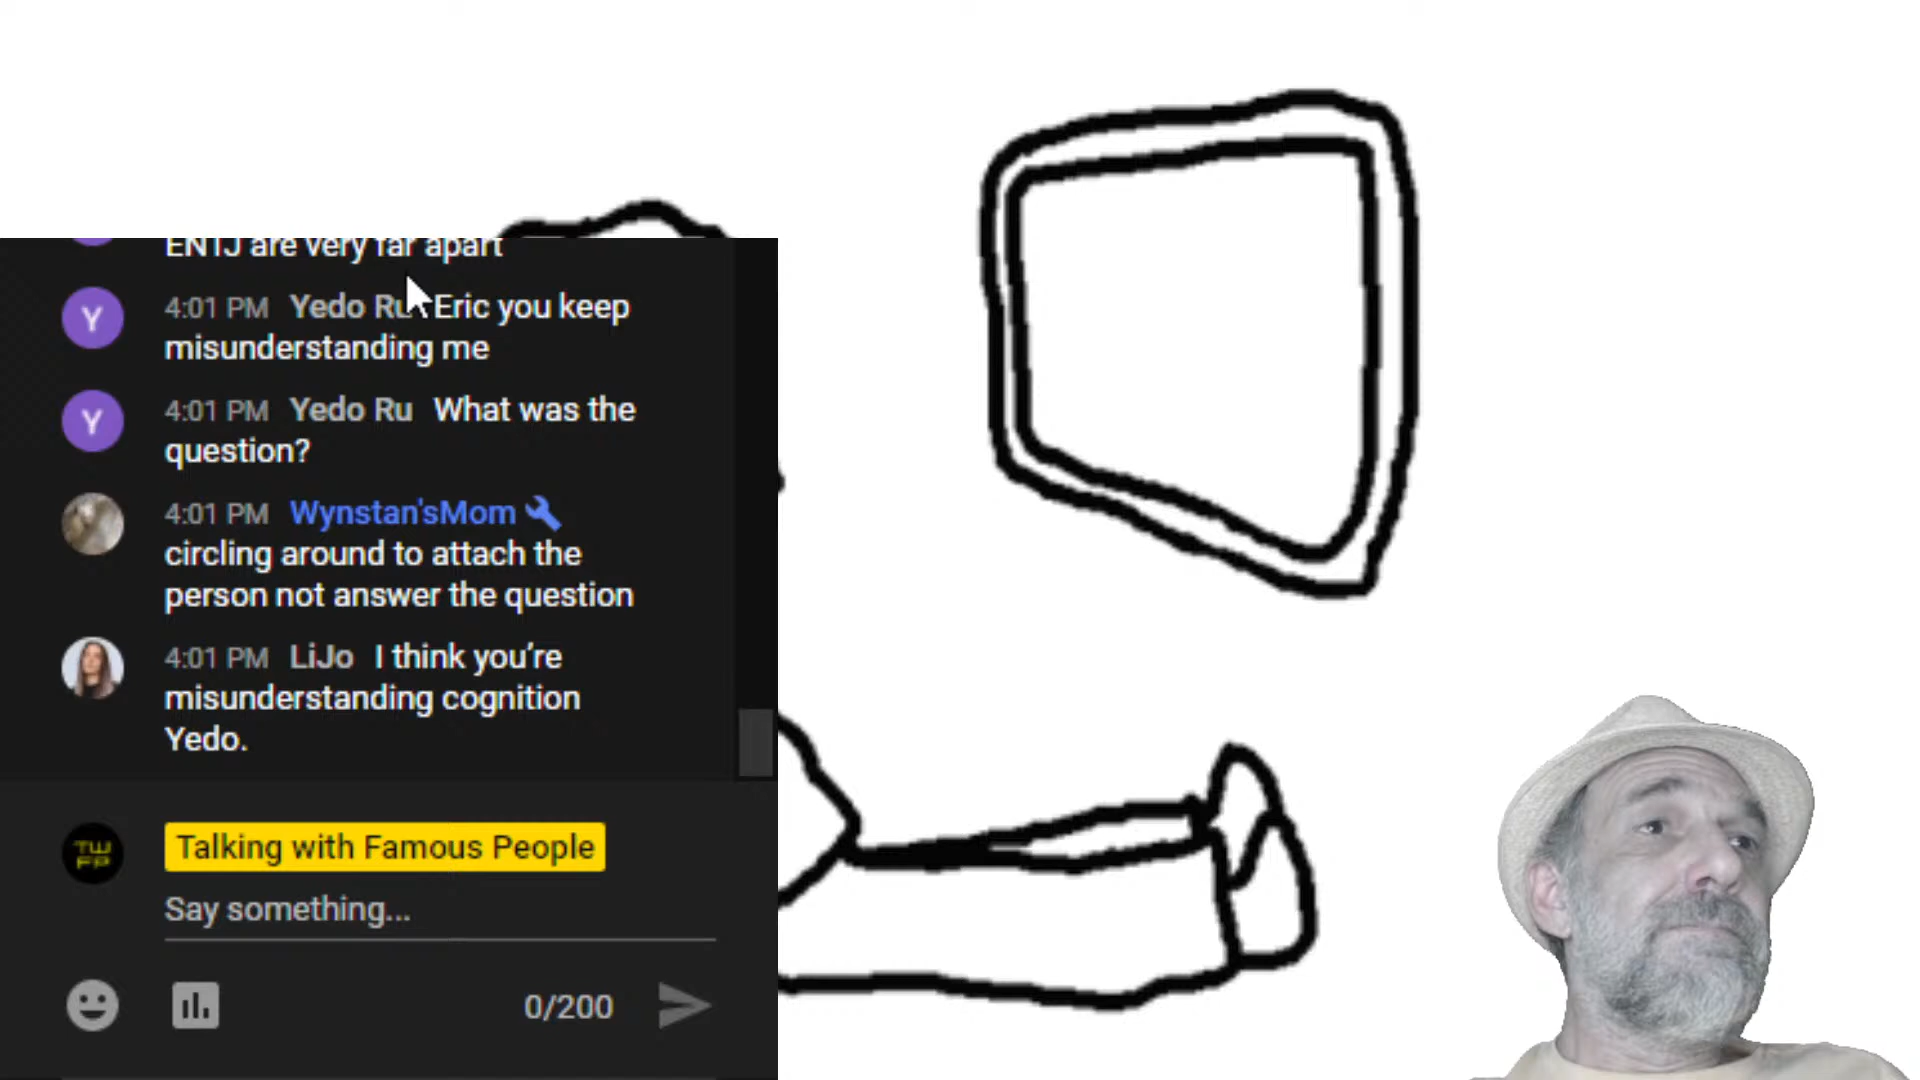 ENTJ are very far apart
4:01 PM Yedo Ru Eric you keep
misunderstanding me
Y
4:01 PM Yedo Ru What was the
question?
Y
4:01 PM Wynstan'sMom
circling around to attach the
person not answer the question
4:01 PM LiJo I think you're
misunderstanding cognition
Yedo.
TW
FP
Talking with Famous People
Say something...
0/200